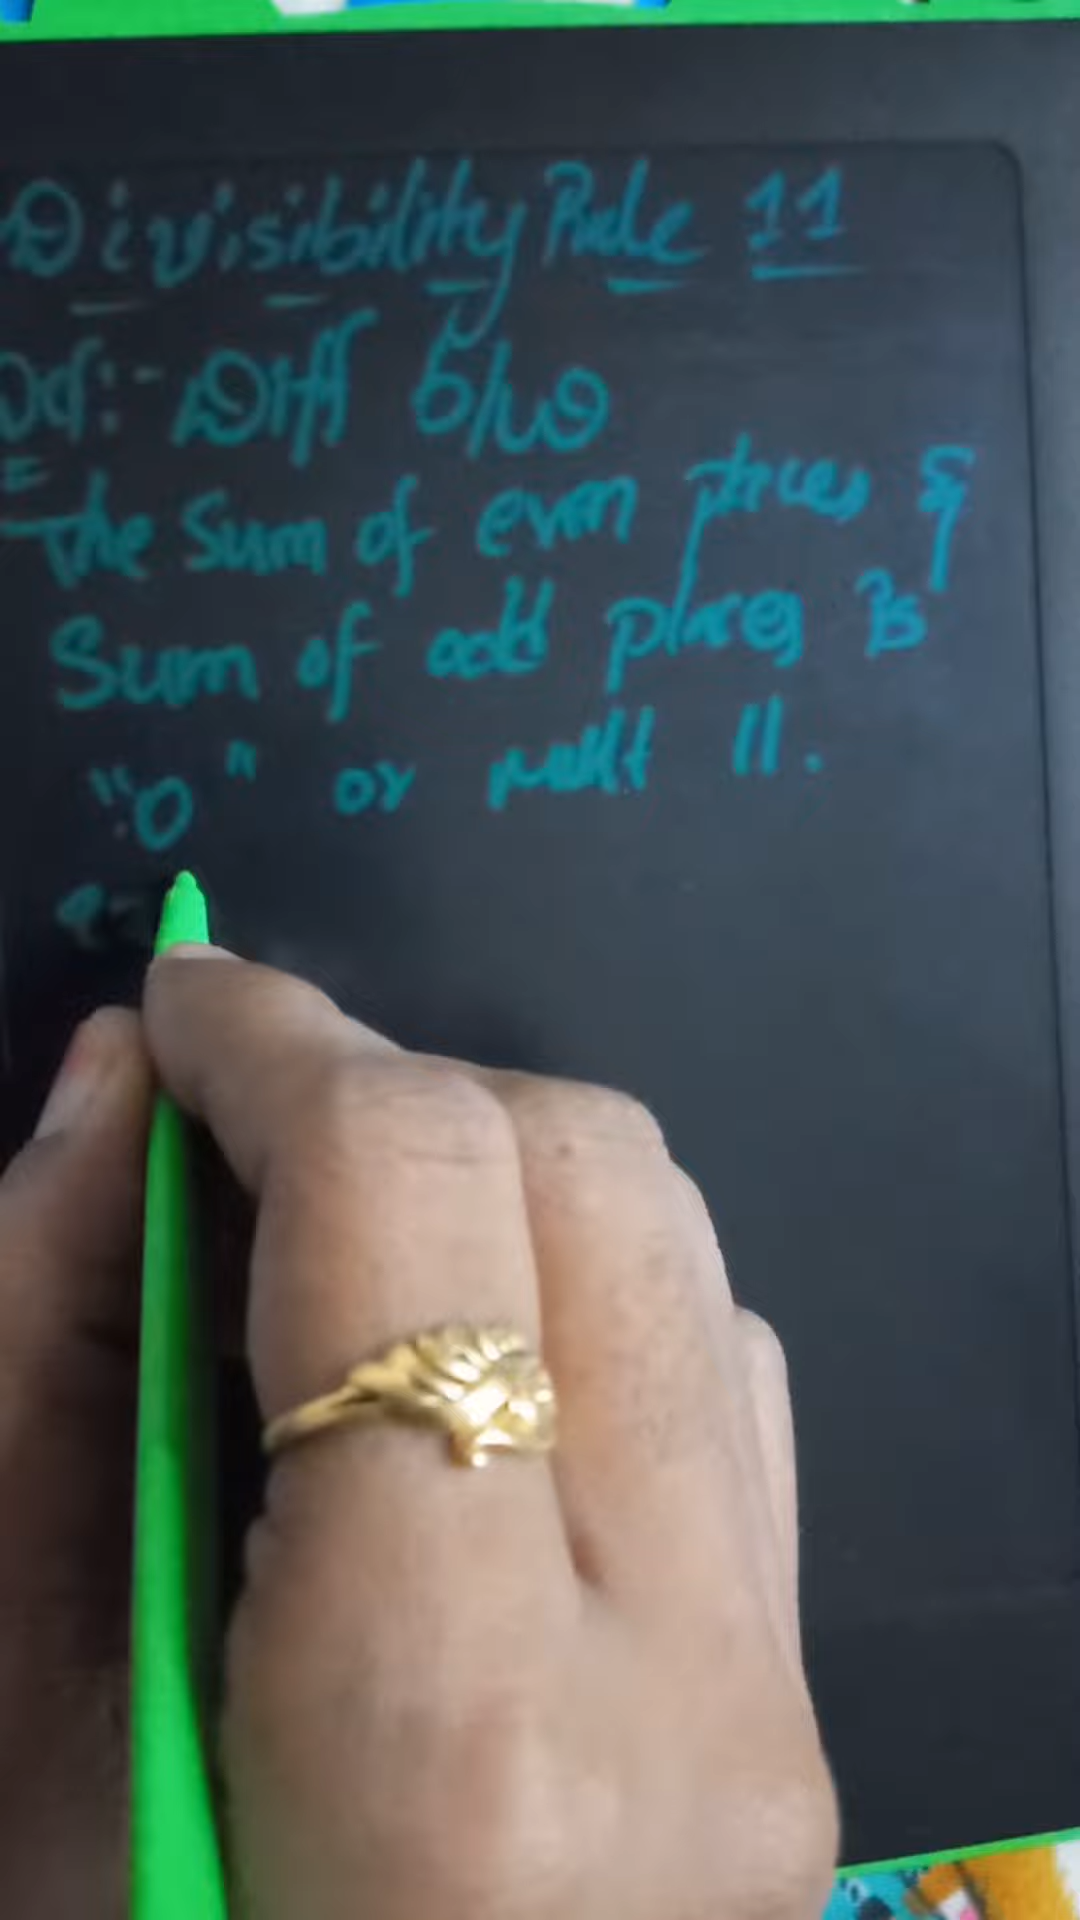 Divisibility Rule 11
Def:- Diff b/w
The Sum of even places &
Sum of odd places is
"0" or mult 11.